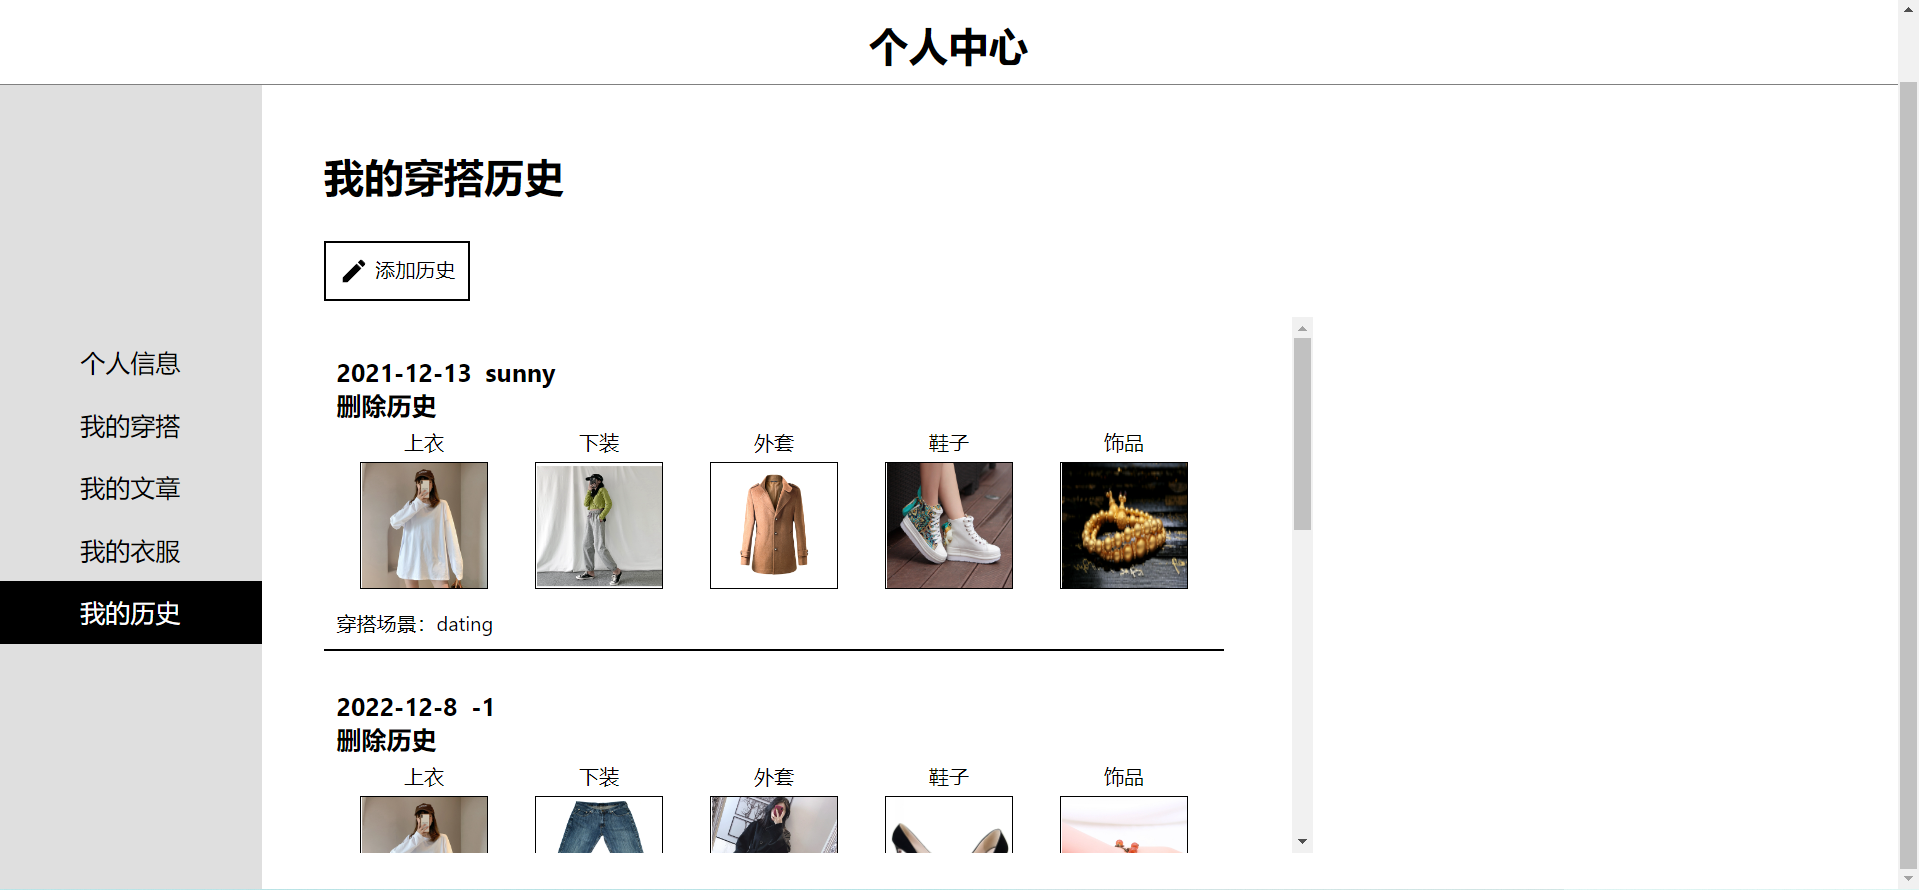 个人中心
个人信息
我的穿搭
我的文章
我的衣服
我的历史
我的穿搭历史
添加历史
2021-12-13 sunny
删除历史
上衣 下装 外套 鞋子 饰品
穿搭场景：dating
2022-12-8 -1
删除历史
上衣 下装 外套 鞋子 饰品